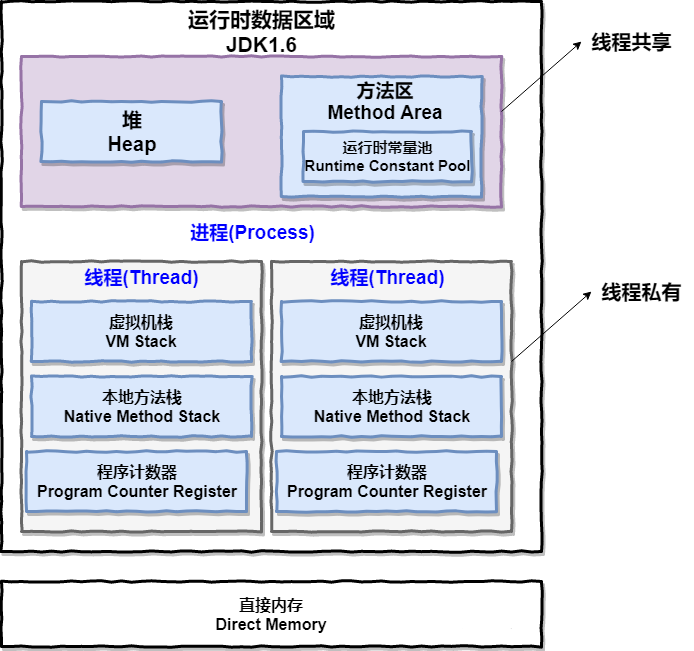 运行时数据区域
JDK1.6
线程共享
堆
Heap
方法区
Method Area
运行时常量池
Runtime Constant Pool
进程(Process)
线程(Thread)
虚拟机栈
VM Stack
本地方法栈
Native Method Stack
程序计数器
Program Counter Register
线程(Thread)
虚拟机栈
VM Stack
本地方法栈
Native Method Stack
程序计数器
Program Counter Register
线程私有
直接内存
Direct Memory